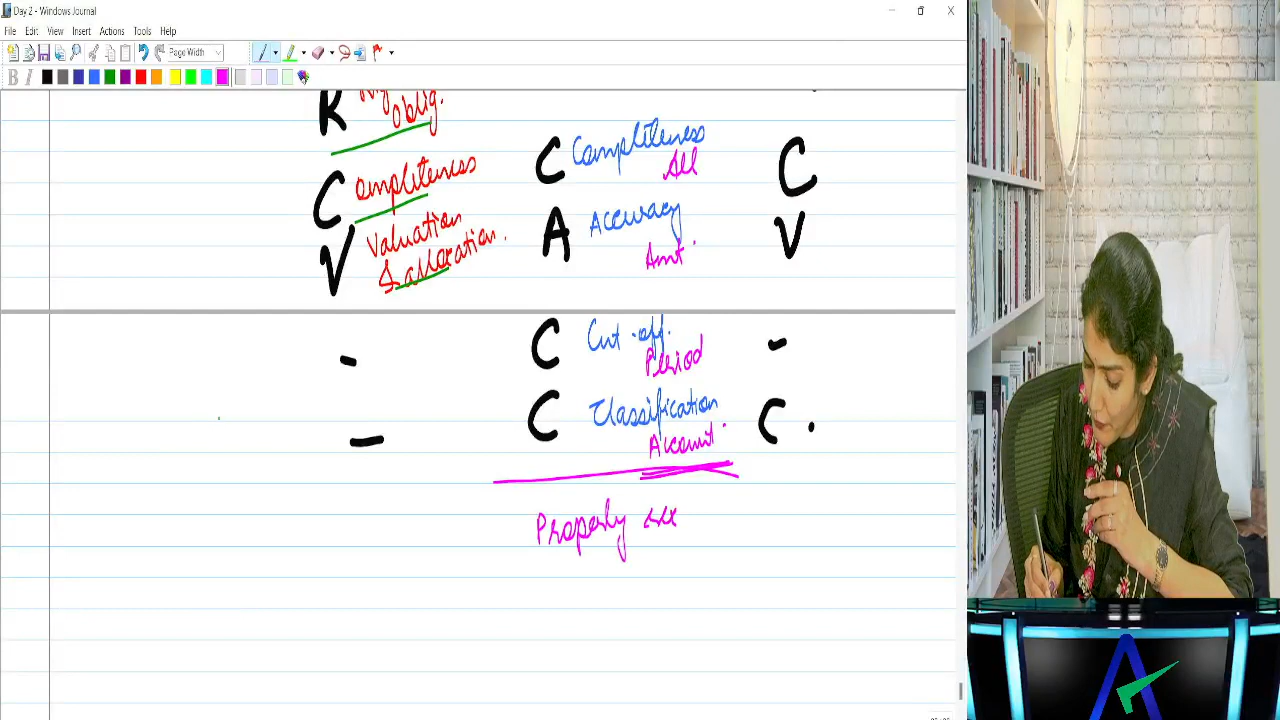 Day 2 - Windows Journal
File Edit View Insert Actions Tools Help
Page Width
B I
R oblig.
C Completeness C
All
Completeness
V Valuation & allocation.
A Accuracy V
Amt.
- C Cut-off. -
Period
- C Classification C.
Account.
Properly rec